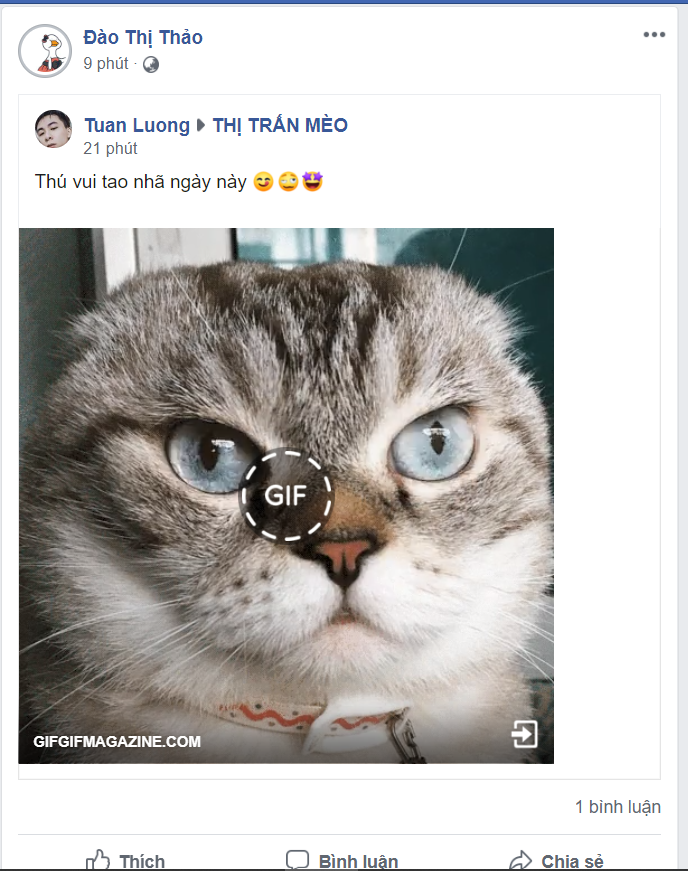 Đào Thị Thảo
9 phút ·
Tuan Luong THỊ TRẤN MÈO
21 phút
Thú vui tao nhã ngày này
GIF
GIFGIFMAGAZINE.COM
1 bình luận
Thích Bình luận Chia sẻ